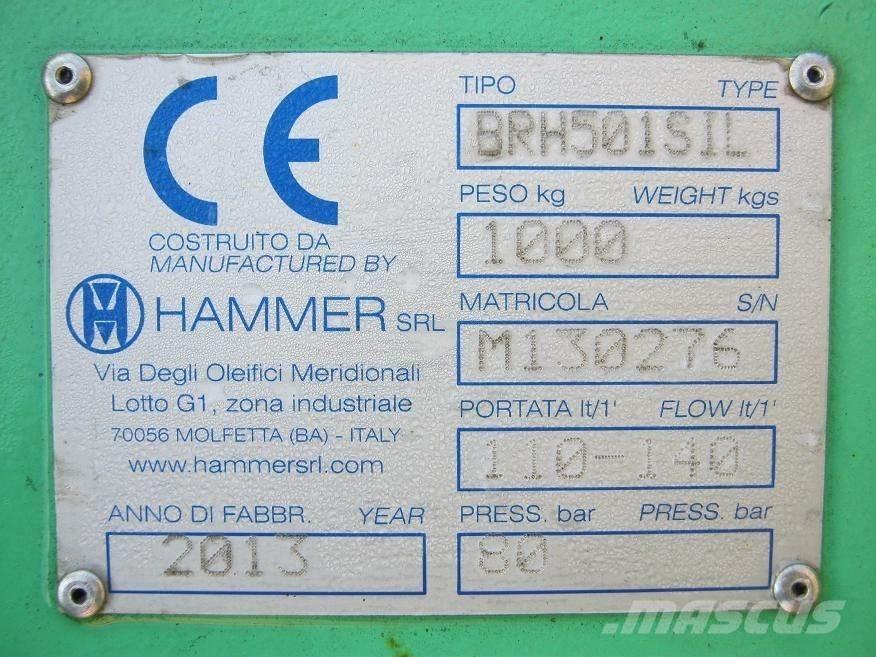 CE
COSTRUITO DA
MANUFACTURED BY
HAMMER SRL
Via Degli Oleifici Meridionali
Lotto G1, zona industriale
70056 MOLFETTA (BA) - ITALY
www.hammersrl.com
ANNO DI FABBR. YEAR
2013
TIPO TYPE
BRH501SIL
PESO kg WEIGHT kgs
1000
MATRICOLA S/N
M130276
PORTATA lt/1' FLOW lt/1'
110-140
PRESS. bar PRESS. bar
80
mascus